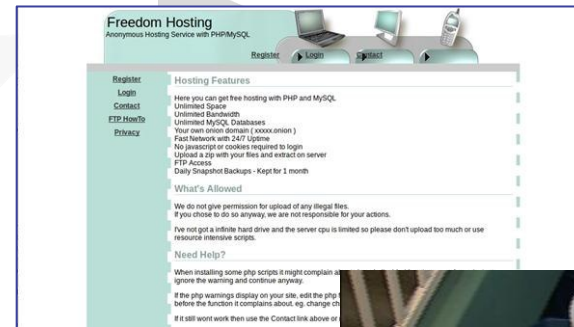 Freedom Hosting
Anonymous Hosting Service with PHP/MySQL
Register Login Contact
Register
Login
Contact
FTP HowTo
Privacy
Hosting Features
Here you can get free hosting with PHP and MySQL
Unlimited Space
Unlimited Bandwidth
Unlimited MySQL Databases
Your own onion domain ( xxxxx.onion )
Fast Network with 24/7 Uptime
No javascript or cookies required to login
Upload a zip with your files and extract on server
FTP Access
Daily Snapshot Backups - Kept for 1 month
What's Allowed
We do not give permission for upload of any illegal files.
If you chose to do so anyway, we are not responsible for your actions.
I've not got a infinite hard drive and the server cpu is limited so please don't upload too much or use
resource intensive scripts.
Need Help?
When installing some php scripts it might complain
ignore the warning and continue anyway.
If the php warnings display on your site, edit the php
before the function it complains about. eg. change
If it still wont work then use the Contact link above or